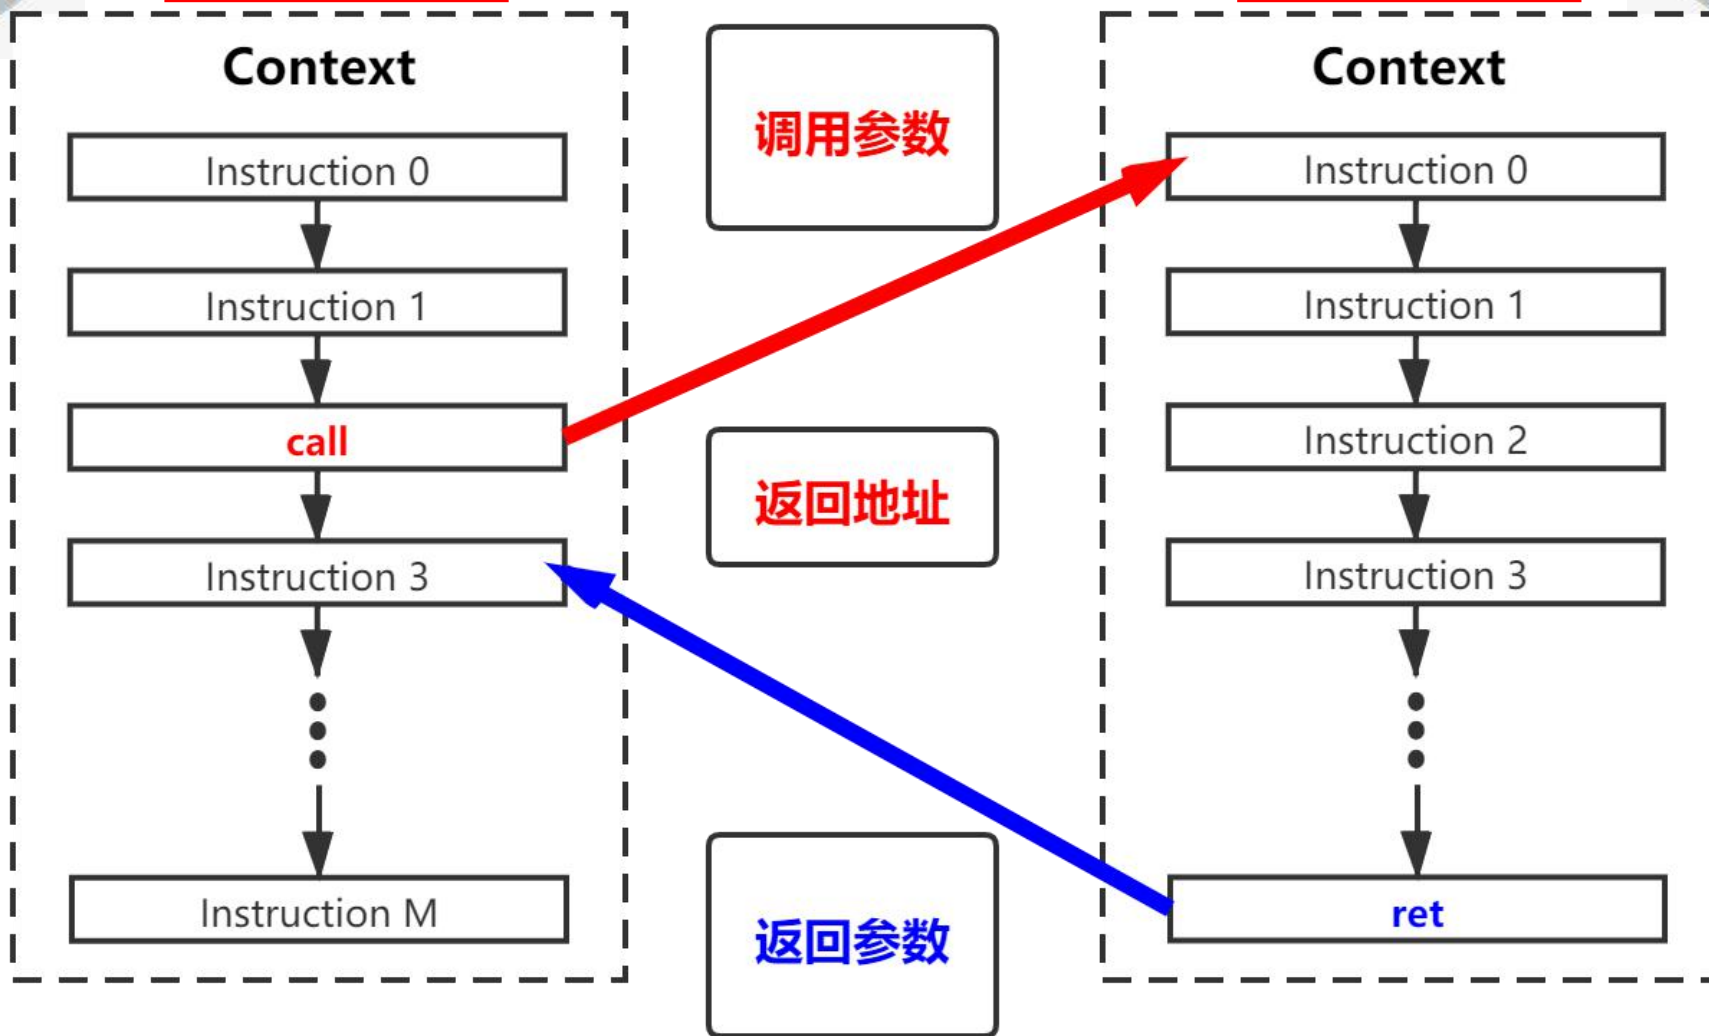 Context
Instruction 0
Instruction 1
call
Instruction 3
Instruction M
调用参数
返回地址
返回参数
Context
Instruction 0
Instruction 1
Instruction 2
Instruction 3
ret